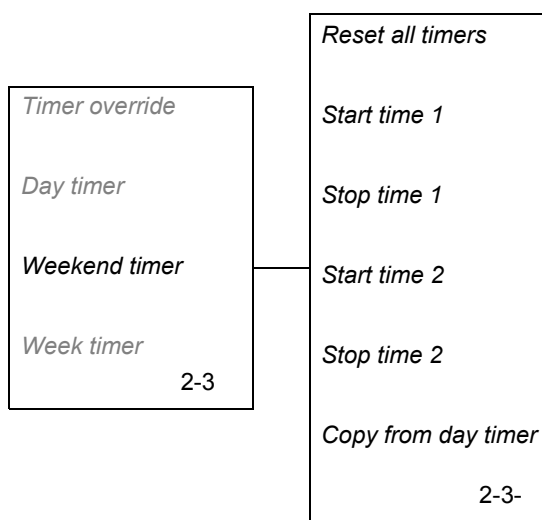 Timer override
Day timer
Weekend timer
Week timer
2-3
Reset all timers
Start time 1
Stop time 1
Start time 2
Stop time 2
Copy from day timer
2-3-